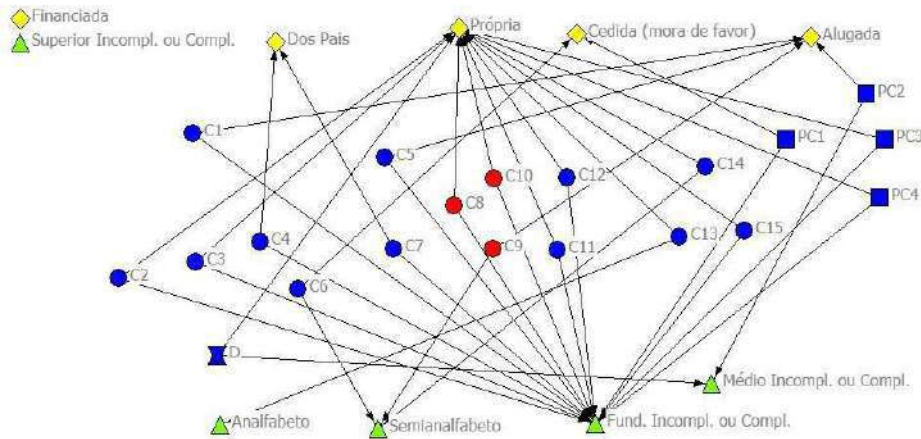 Financiada
Superior Incompl. ou Compl.
Dos Pais
Própria
Cedida (mora de favor)
Alugada
PC2
C1
PC1
PC3
C5
C14
C10
C12
PC4
C8
C4
C7
C9
C11
C13
C15
C3
C2
C6
D
Médio Incompl. ou Compl.
Analfabeto
Semianalfabeto
Fund. Incompl. ou Compl.